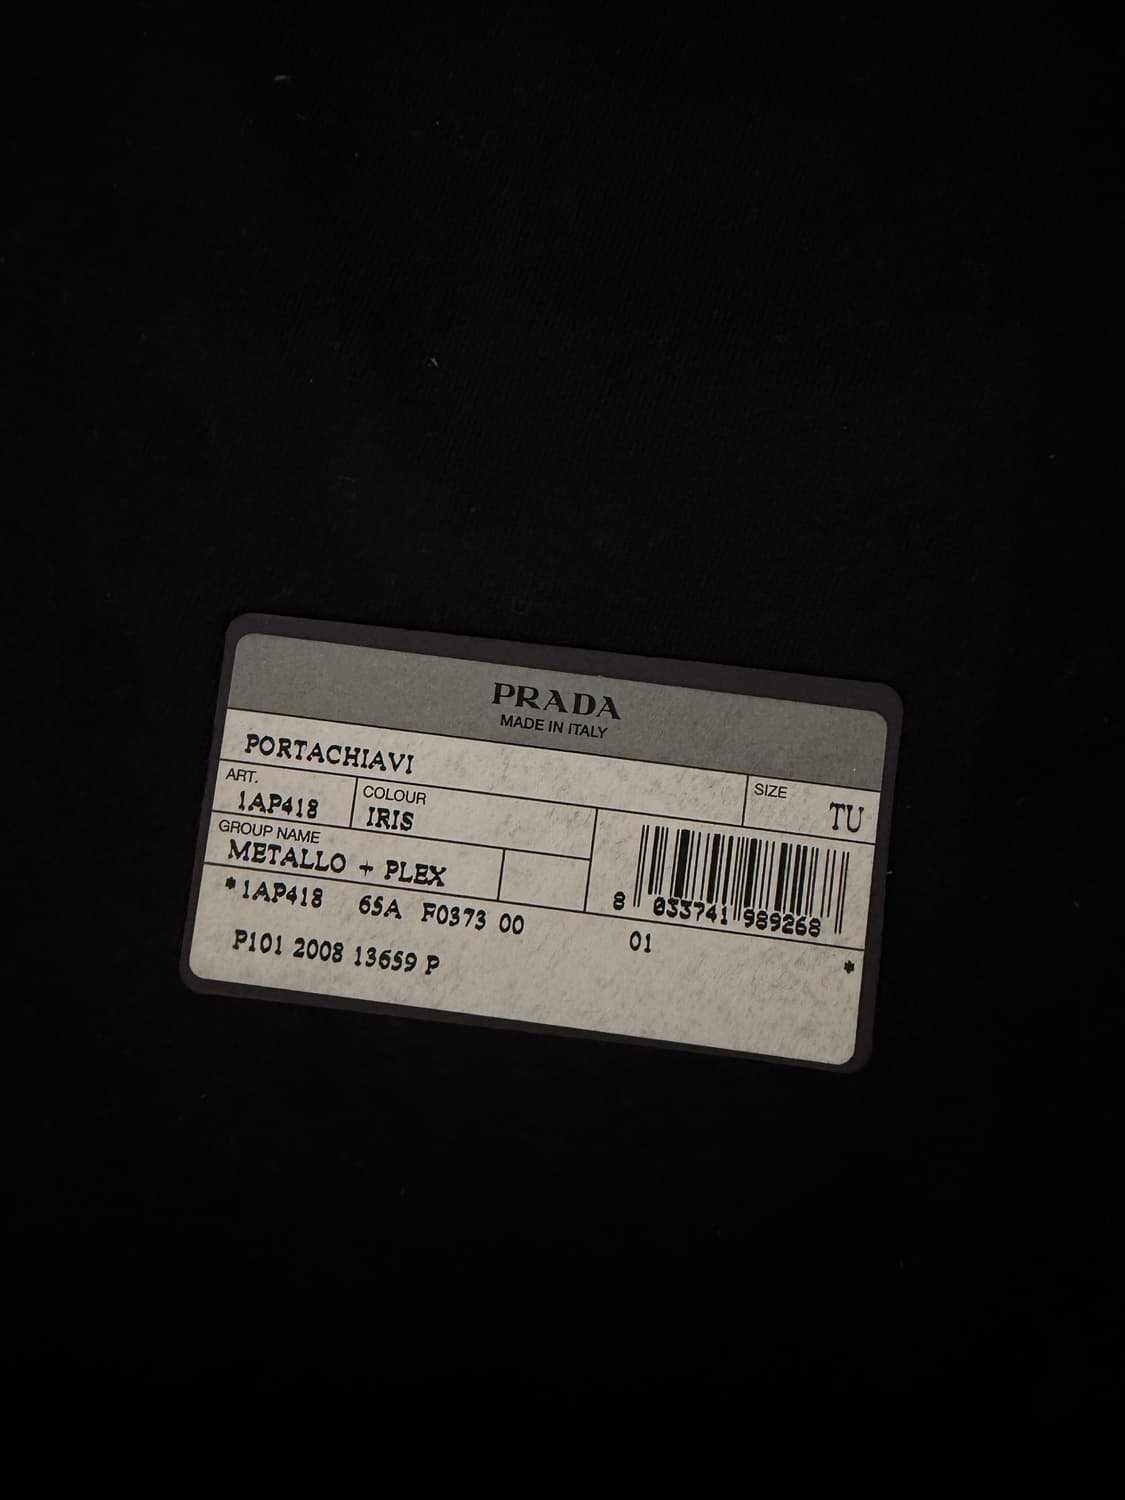 PRADA
MADE IN ITALY
PORTACHIAVI
SIZE TU
ART. 1AP418
COLOUR IRIS
GROUP NAME
METALLO + PLEX
8 033741 989268
*1AP418 65A F0373 00 01 *
P101 2008 13659 P